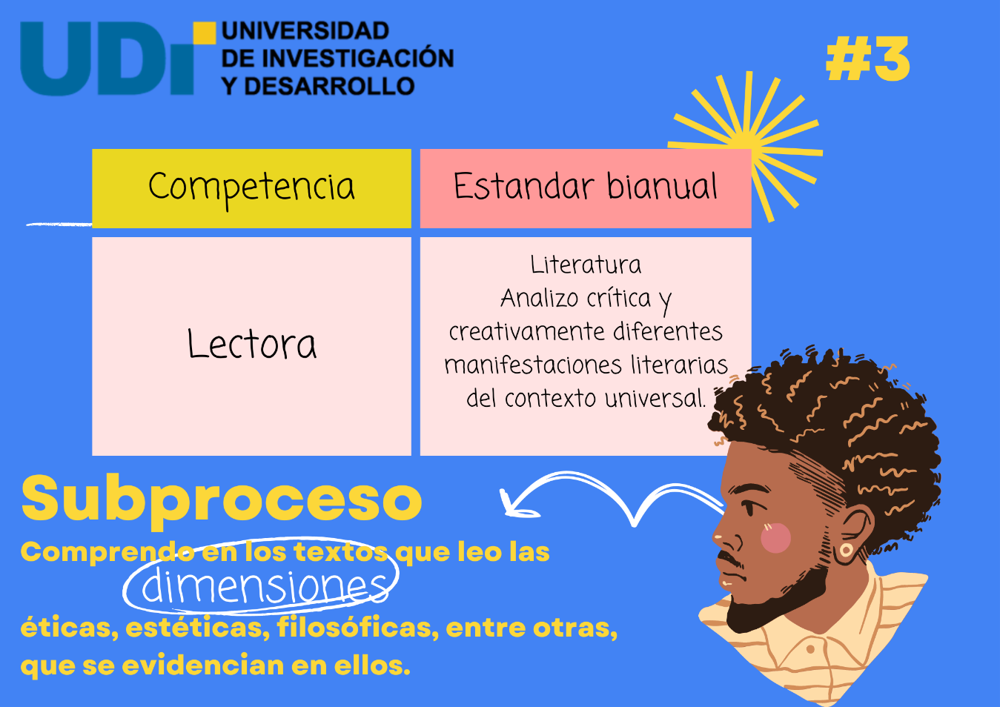 UDi UNIVERSIDAD
DE INVESTIGACIÓN
Y DESARROLLO
#3
Competencia
Estandar bianual
Lectora
Literatura
Analizo crítica y
creativamente diferentes
manifestaciones literarias
del contexto universal.
Subproceso
Comprendo en los textos que leo las
dimensiones
éticas, estéticas, filosóficas, entre otras,
que se evidencian en ellos.